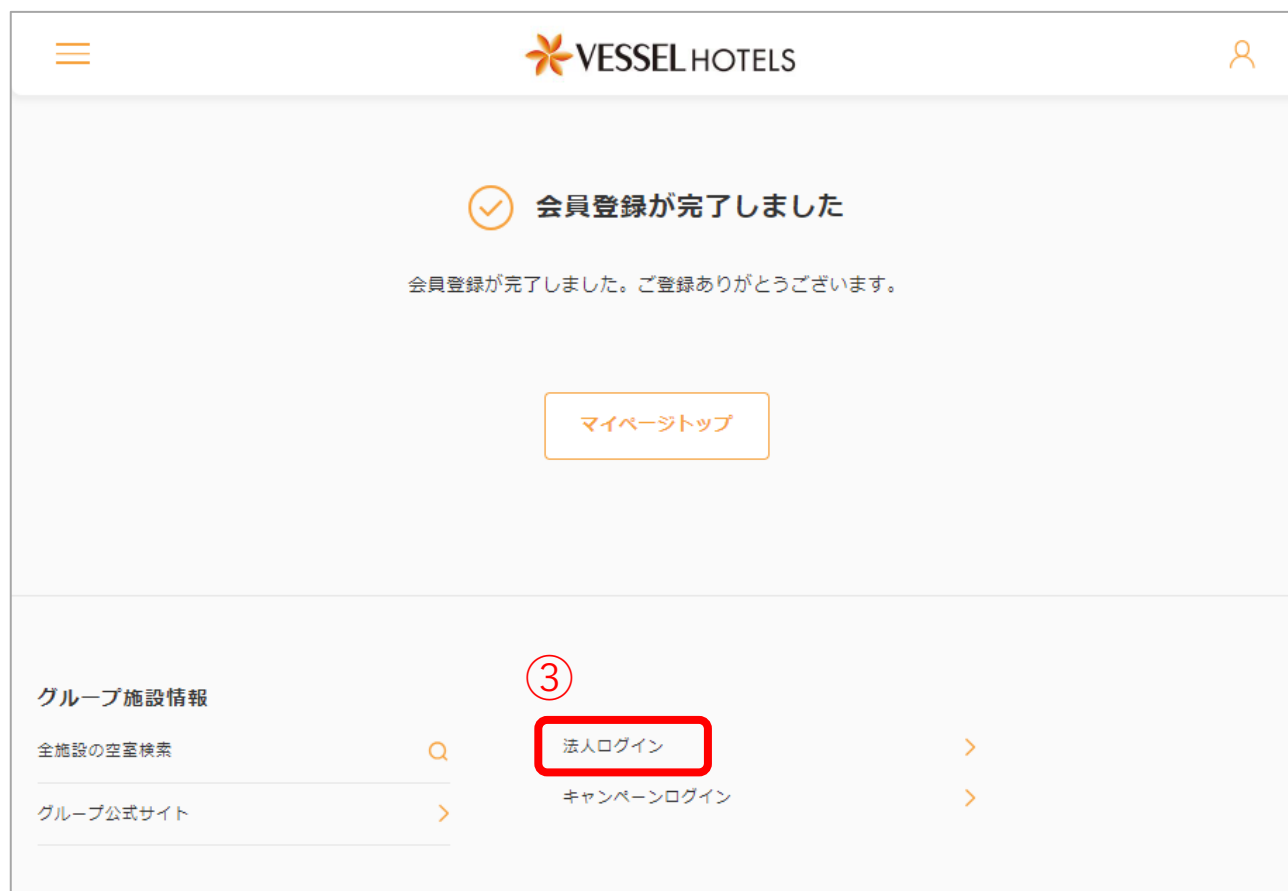 VESSEL HOTELS
会員登録が完了しました
会員登録が完了しました。ご登録ありがとうございます。
マイページトップ
グループ施設情報
全施設の空室検索
グループ公式サイト
③
法人ログイン
キャンペーンログイン